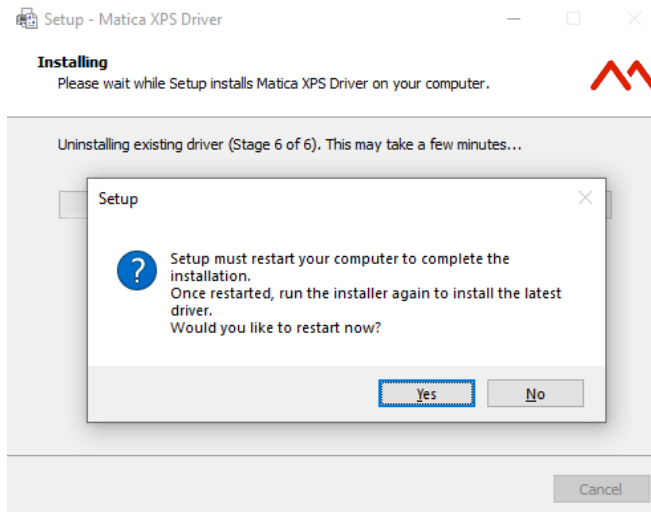 Setup - Matica XPS Driver
Installing
Please wait while Setup installs Matica XPS Driver on your computer.
Uninstalling existing driver (Stage 6 of 6). This may take a few minutes...
Setup
Setup must restart your computer to complete the
installation.
Once restarted, run the installer again to install the latest
driver.
Would you like to restart now?
Yes
No
Cancel